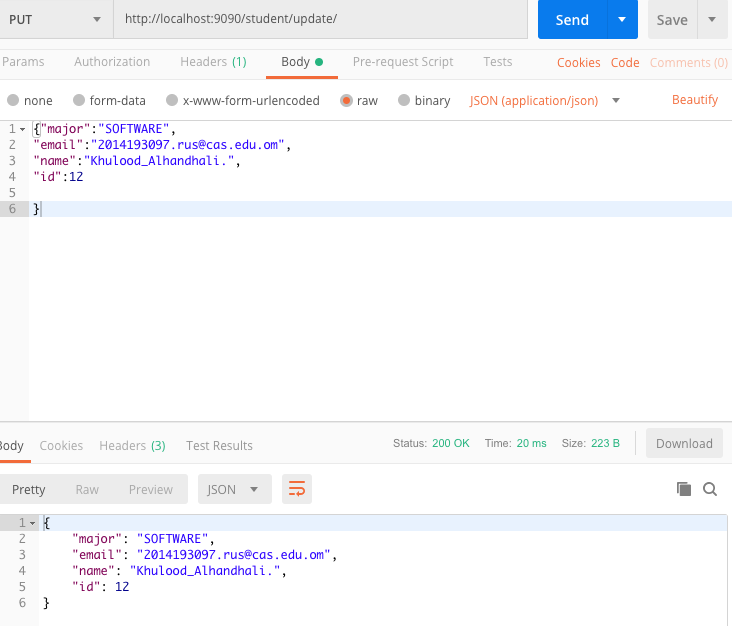 PUT http://localhost:9090/student/update/ Send Save
Params Authorization Headers (1) Body Pre-request Script Tests Cookies Code Comments (0)
none form-data x-www-form-urlencoded raw binary JSON (application/json) Beautify
1 {"major":"SOFTWARE",
2 "email":"2014193097.rus@cas.edu.om",
3 "name":"Khulood_Alhandhali.",
4 "id":12
5
6 }
Body Cookies Headers (3) Test Results Status: 200 OK Time: 20 ms Size: 223 B Download
Pretty Raw Preview JSON
1 {
2 "major": "SOFTWARE",
3 "email": "2014193097.rus@cas.edu.om",
4 "name": "Khulood_Alhandhali.",
5 "id": 12
6 }